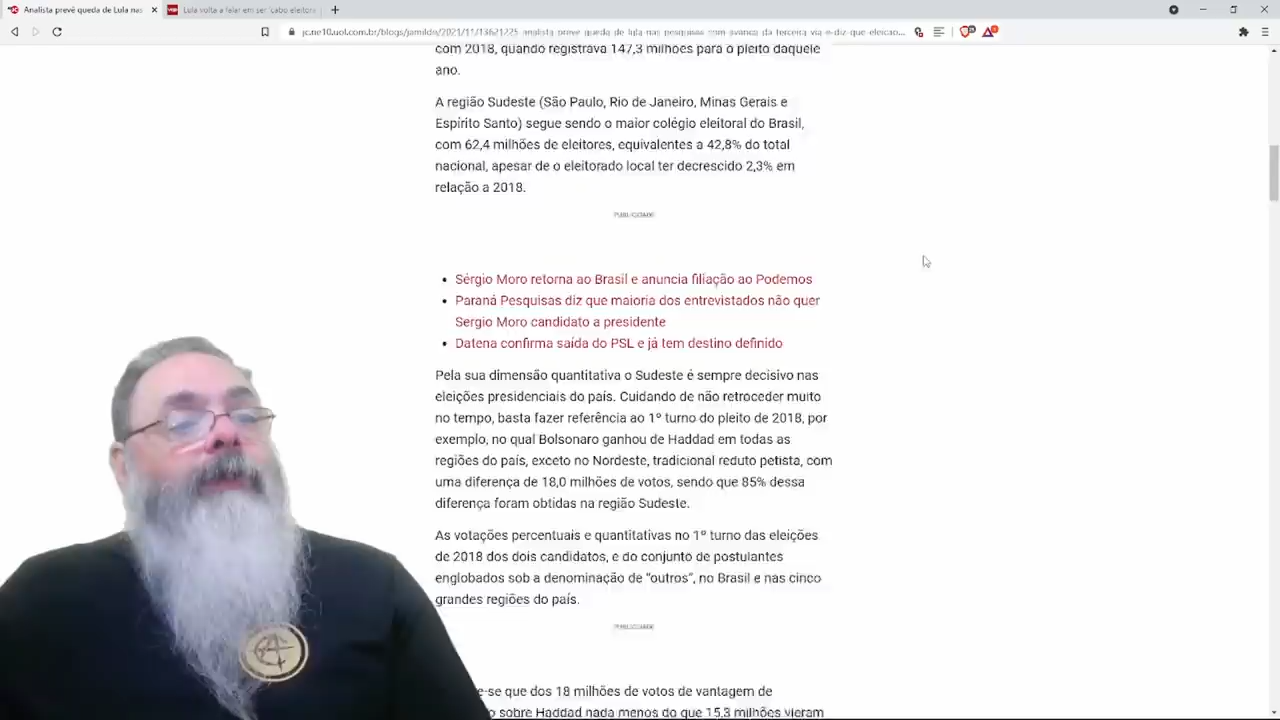 Analista prevê queda de Lula nas
Lula volta a falar em ser 'cabo eleitora
jc.ne10.uol.com.br/blogs/jamildo/2021/11/13621225-analista-preve-queda-de-lula-nas-pesquisas-com-avanco-da-terceira-via-e-diz-que-eleicao...
com 2018, quando registrava 147,3 milhões para o pleito daquele
ano.
A região Sudeste (São Paulo, Rio de Janeiro, Minas Gerais e
Espírito Santo) segue sendo o maior colégio eleitoral do Brasil,
com 62,4 milhões de eleitores, equivalentes a 42,8% do total
nacional, apesar de o eleitorado local ter decrescido 2,3% em
relação a 2018.
PUBLICIDADE
• Sérgio Moro retorna ao Brasil e anuncia filiação ao Podemos
• Paraná Pesquisas diz que maioria dos entrevistados não quer
Sergio Moro candidato a presidente
• Datena confirma saída do PSL e já tem destino definido
Pela sua dimensão quantitativa o Sudeste é sempre decisivo nas
eleições presidenciais do país. Cuidando de não retroceder muito
no tempo, basta fazer referência ao 1º turno do pleito de 2018, por
exemplo, no qual Bolsonaro ganhou de Haddad em todas as
regiões do país, exceto no Nordeste, tradicional reduto petista, com
uma diferença de 18,0 milhões de votos, sendo que 85% dessa
diferença foram obtidas na região Sudeste.
As votações percentuais e quantitativas no 1º turno das eleições
de 2018 dos dois candidatos, e do conjunto de postulantes
englobados sob a denominação de “outros”, no Brasil e nas cinco
grandes regiões do país.
PUBLICIDADE
e-se que dos 18 milhões de votos de vantagem de
sobre Haddad nada menos do que 15,3 milhões vieram